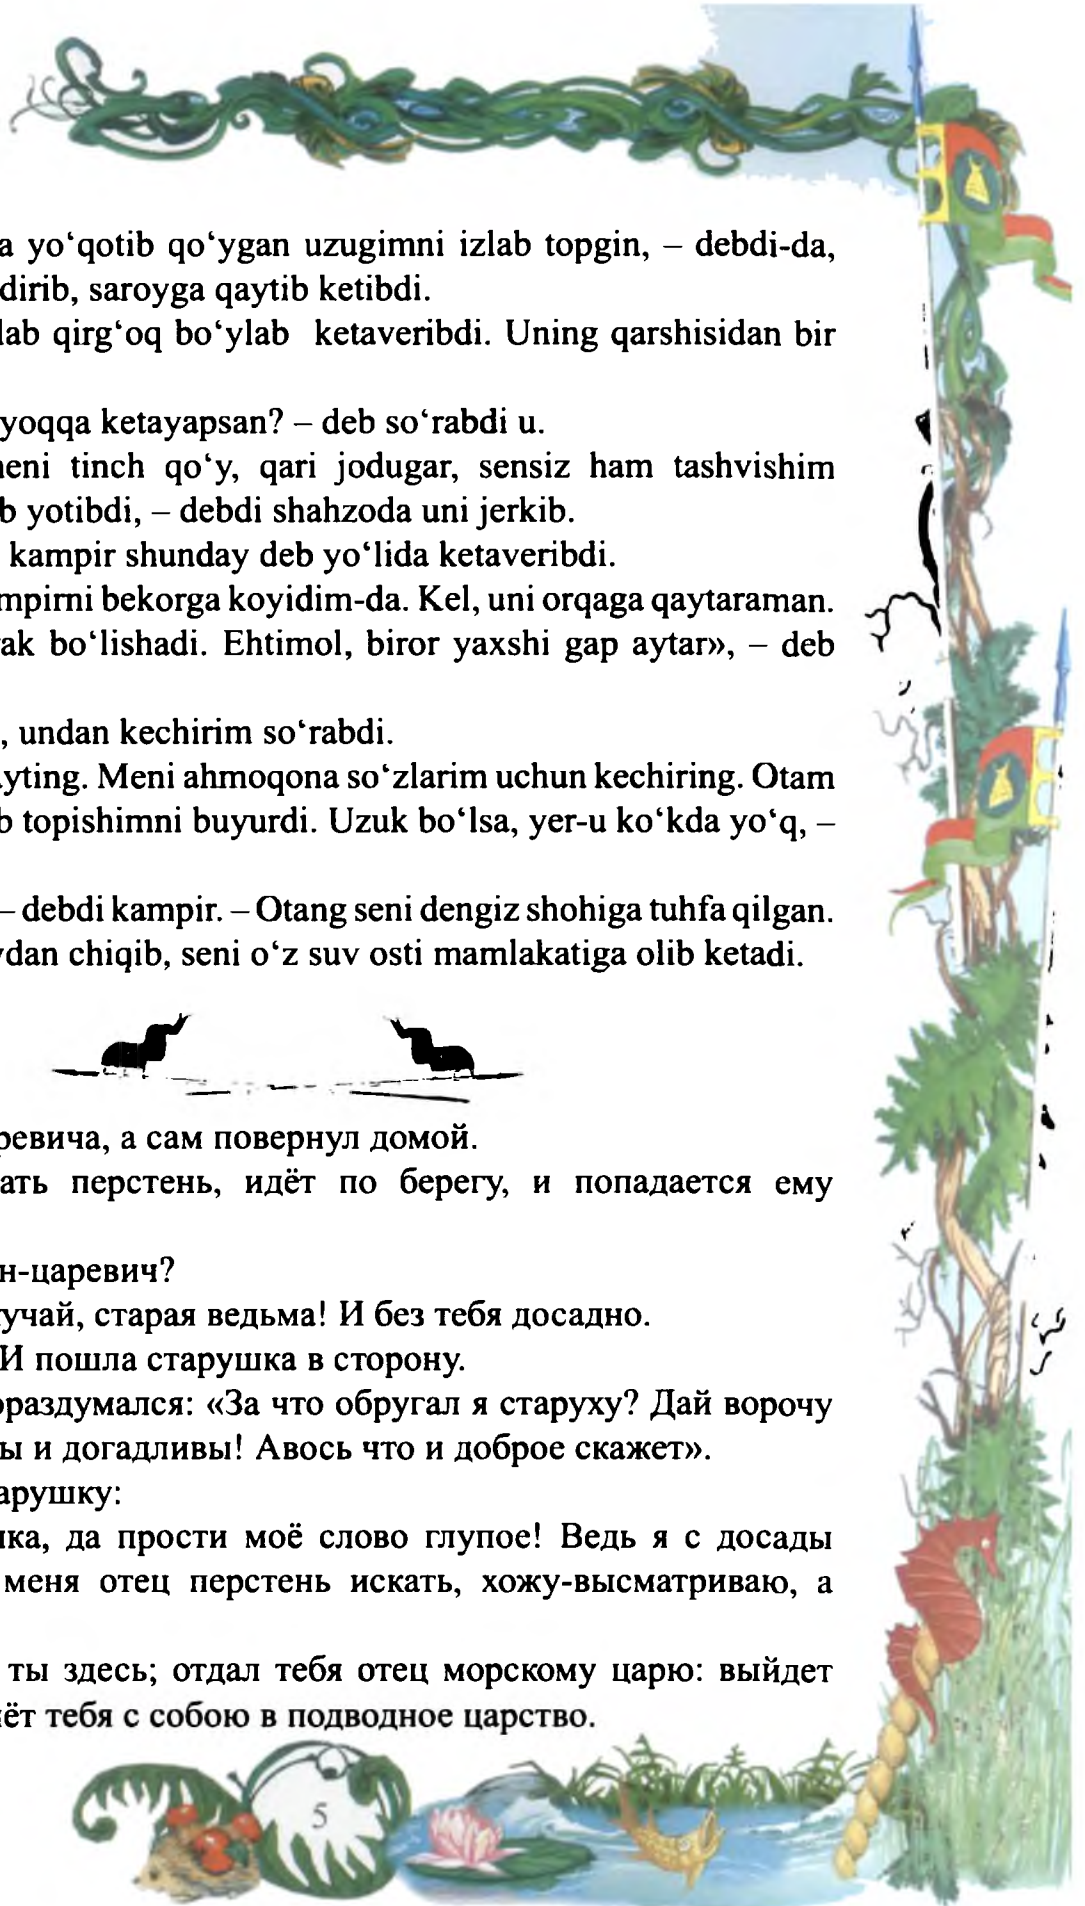 a yo‘qotib qo‘ygan uzugimni izlab topgin, – debdi-da,
dirib, saroyga qaytib ketibdi.
lab qirg‘oq bo‘ylab ketaveribdi. Uning qarshisidan bir
yoqqa ketayapsan? – deb so‘rabdi u.
neni tinch qo‘y, qari jodugar, sensiz ham tashvishim
b yotibdi, – debdi shahzoda uni jerkib.
kampir shunday deb yo‘lida ketaveribdi.
mpirni bekorga koyidim-da. Kel, uni orqaga qaytaraman.
ak bo‘lishadi. Ehtimol, biror yaxshi gap aytar», – deb
, undan kechirim so‘rabdi.
yting. Meni ahmoqona so‘zlarim uchun kechiring. Otam
b topishimni buyurdi. Uzuk bo‘lsa, yer-u ko‘kda yo‘q, –
– debdi kampir. – Otang seni dengiz shohiga tuhfa qilgan.
ydan chiqib, seni o‘z suv osti mamlakatiga olib ketadi.
ревича, а сам повернул домой.
ать перстень, идёт по берегу, и попадается ему
н-царевич?
учай, старая ведьма! И без тебя досадно.
И пошла старушка в сторону.
ораздумался: «За что обругал я старуху? Дай ворочу
ы и догадливы! Авось что и доброе скажет».
арушку:
ка, да прости моё слово глупое! Ведь я с досады
меня отец перстень искать, хожу-высматриваю, а
ты здесь; отдал тебя отец морскому царю: выйдет
ёт тебя с собою в подводное царство.
5